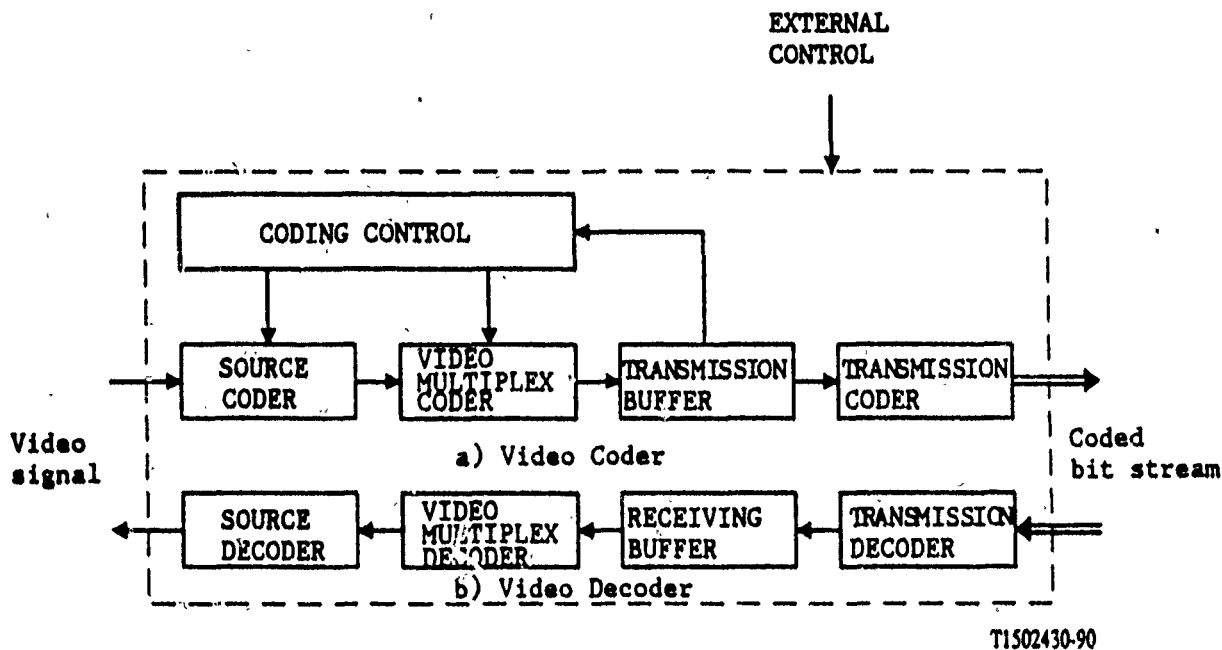 EXTERNAL
CONTROL
CODING CONTROL
SOURCE
CODER
VIDEO
MULTIPLEX
CODER
TRANSMISSION
BUFFER
TRANSMISSION
CODER
Video
signal
a) Video Coder
Coded
bit stream
SOURCE
DECODER
VIDEO
MULTIPLEX
DECODER
RECEIVING
BUFFER
TRANSMISSION
DECODER
b) Video Decoder
T1502430-90